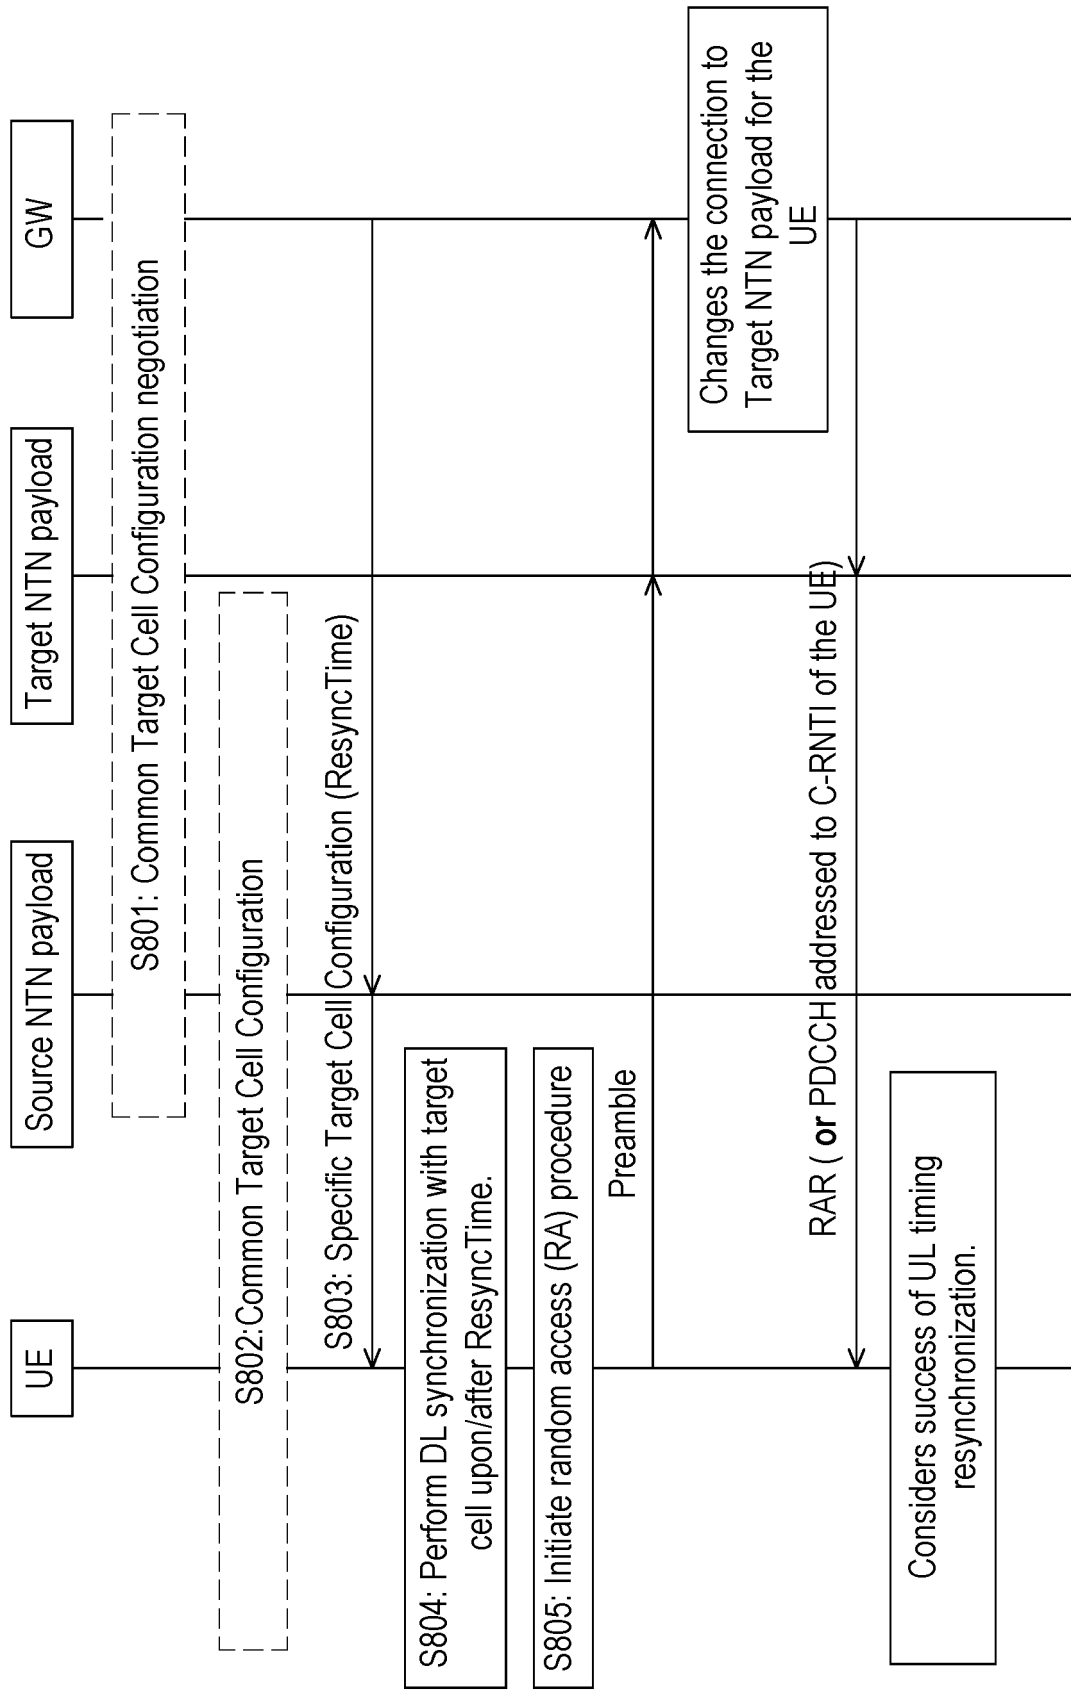 UE
Source NTN payload
Target NTN payload
GW
S801: Common Target Cell Configuration negotiation
S802:Common Target Cell Configuration
S803: Specific Target Cell Configuration (ResyncTime)
S804: Perform DL synchronization with target
cell upon/after ResyncTime.
S805: Initiate random access (RA) procedure
Preamble
Changes the connection to
Target NTN payload for the
UE
RAR ( or PDCCH addressed to C-RNTI of the UE)
Considers success of UL timing
resynchronization.